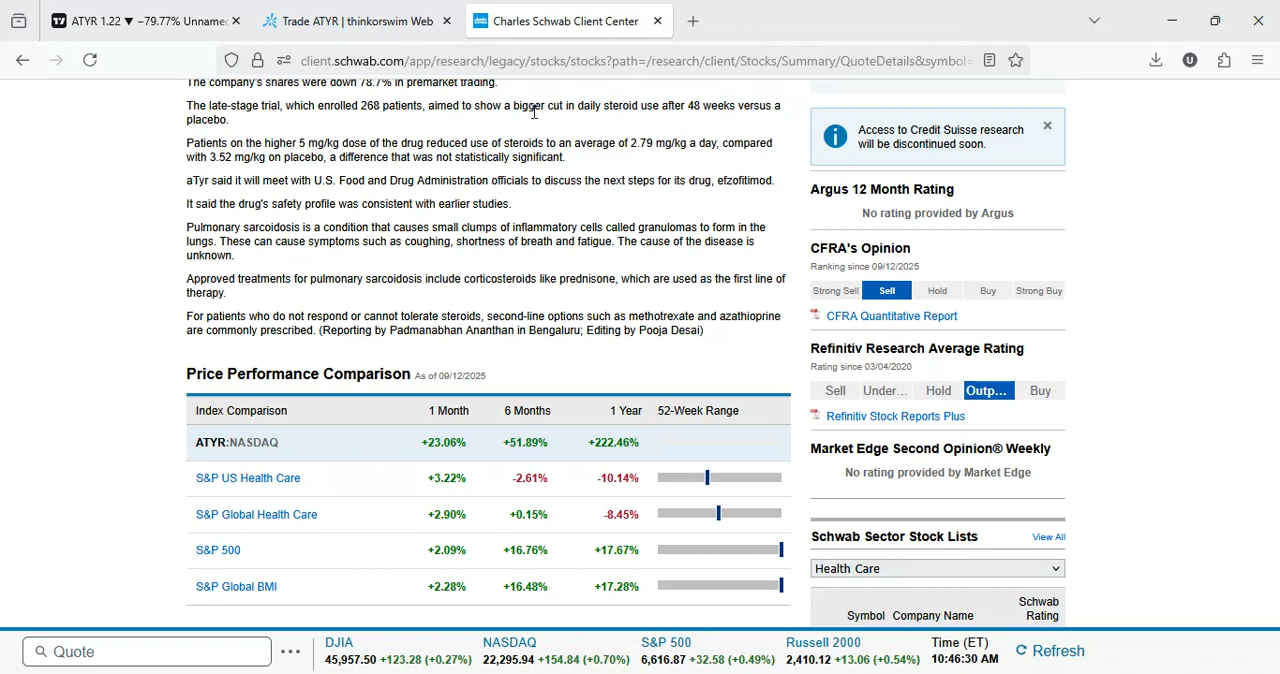 ATYR 1.22 ▼ −79.77% Unname
Trade ATYR | thinkorswim Web
Charles Schwab Client Center
client.schwab.com/app/research/legacy/stocks/stocks?path=/research/client/Stocks/Summary/QuoteDetails&symbol=
The company's shares were down 78.7% in premarket trading.
The late-stage trial, which enrolled 268 patients, aimed to show a bigger cut in daily steroid use after 48 weeks versus a
placebo.
Patients on the higher 5 mg/kg dose of the drug reduced use of steroids to an average of 2.79 mg/kg a day, compared
with 3.52 mg/kg on placebo, a difference that was not statistically significant.
aTyr said it will meet with U.S. Food and Drug Administration officials to discuss the next steps for its drug, efzofitimod.
It said the drug's safety profile was consistent with earlier studies.
Pulmonary sarcoidosis is a condition that causes small clumps of inflammatory cells called granulomas to form in the
lungs. These can cause symptoms such as coughing, shortness of breath and fatigue. The cause of the disease is
unknown.
Approved treatments for pulmonary sarcoidosis include corticosteroids like prednisone, which are used as the first line of
therapy.
For patients who do not respond or cannot tolerate steroids, second-line options such as methotrexate and azathioprine
are commonly prescribed. (Reporting by Padmanabhan Ananthan in Bengaluru; Editing by Pooja Desai)
Price Performance Comparison As of 09/12/2025
Index Comparison 1 Month 6 Months 1 Year 52-Week Range
ATYR:NASDAQ +23.06% +51.89% +222.46%
S&P US Health Care +3.22% -2.61% -10.14%
S&P Global Health Care +2.90% +0.15% -8.45%
S&P 500 +2.09% +16.76% +17.67%
S&P Global BMI +2.28% +16.48% +17.28%
Access to Credit Suisse research
will be discontinued soon.
Argus 12 Month Rating
No rating provided by Argus
CFRA's Opinion
Ranking since 09/12/2025
Strong Sell Sell Hold Buy Strong Buy
CFRA Quantitative Report
Refinitiv Research Average Rating
Rating since 03/04/2020
Sell Under... Hold Outp... Buy
Refinitiv Stock Reports Plus
Market Edge Second Opinion® Weekly
No rating provided by Market Edge
Schwab Sector Stock Lists View All
Health Care
Schwab
Symbol Company Name Rating
Quote
DJIA NASDAQ S&P 500 Russell 2000 Time (ET)
45,957.50 +123.28 (+0.27%) 22,295.94 +154.84 (+0.70%) 6,616.87 +32.58 (+0.49%) 2,410.12 +13.06 (+0.54%) 10:46:30 AM
Refresh